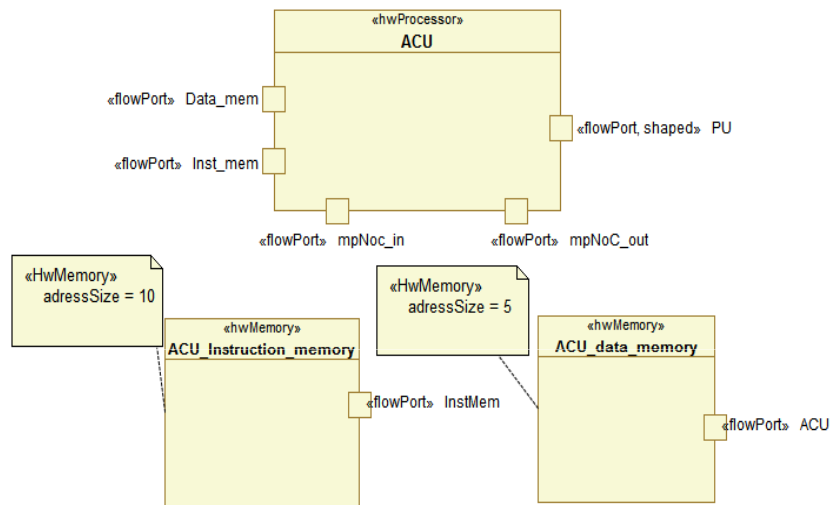 «hwProcessor»
ACU
«flowPort» Data_mem
«flowPort, shaped» PU
«flowPort» Inst_mem
«flowPort» mpNoc_in
«flowPort» mpNoC_out
«HwMemory»
adressSize = 10
«HwMemory»
adressSize = 5
«hwMemory»
ACU_Instruction_memory
«hwMemory»
ACU_data_memory
«flowPort» InstMem
«flowPort» ACU